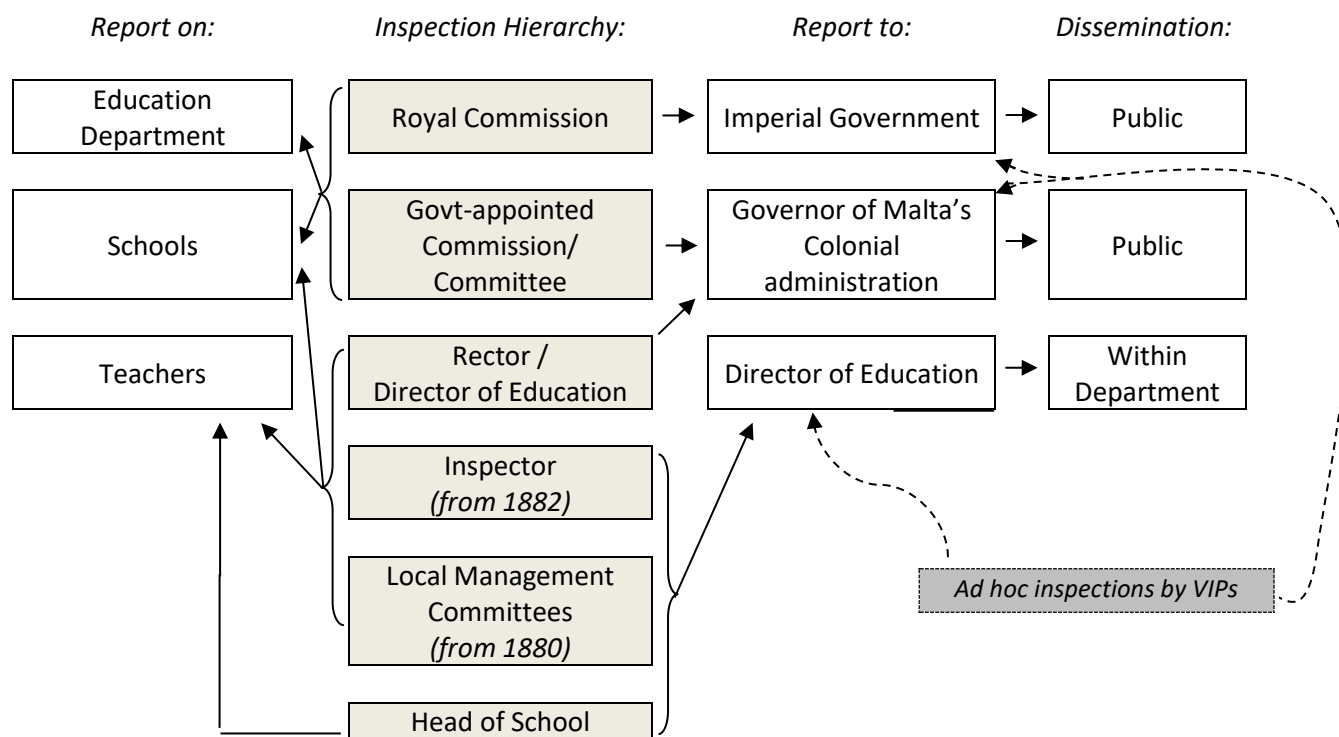 Report on:
Inspection Hierarchy:
Report to:
Dissemination:
Education
Department
Royal Commission
Imperial Government
Public
Schools
Govt-appointed
Commission/
Committee
Governor of Malta’s
Colonial
administration
Public
Teachers
Rector /
Director of Education
Director of Education
Within
Department
Inspector
(from 1882)
Local Management
Committees
(from 1880)
Ad hoc inspections by VIPs
Head of School